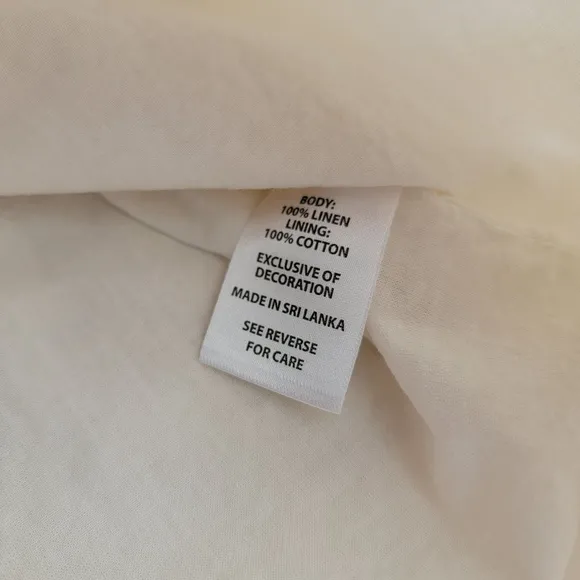 BODY:
100% LINEN
LINING:
100% COTTON
EXCLUSIVE OF
DECORATION
MADE IN SRI LANKA
SEE REVERSE
FOR CARE